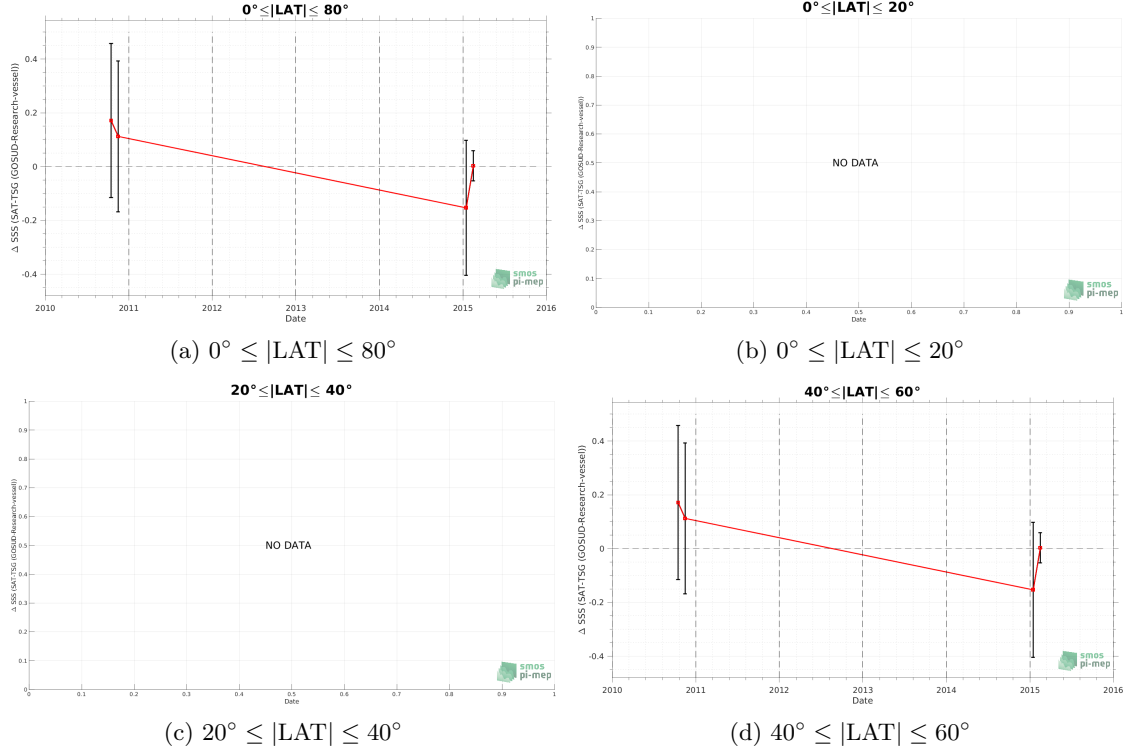 0°≤|LAT|≤ 80°
Δ SSS (SAT-TSG (GOSUD-Research-vessel))
0.4
0.2
0
-0.2
-0.4
2010 2011 2012 2013 2014 2015 2016
Date
smos
pi-mep
(a) 0° ≤ |LAT| ≤ 80°
0°≤|LAT|≤ 20°
Δ SSS (SAT-TSG (GOSUD-Research-vessel))
1
0.9
0.8
0.7
0.6
0.5
0.4
0.3
0.2
0.1
0
NO DATA
0 0.1 0.2 0.3 0.4 0.5 0.6 0.7 0.8 0.9 1
Date
smos
pi-mep
(b) 0° ≤ |LAT| ≤ 20°
20°≤|LAT|≤ 40°
Δ SSS (SAT-TSG (GOSUD-Research-vessel))
1
0.9
0.8
0.7
0.6
0.5
0.4
0.3
0.2
0.1
0
NO DATA
0 0.1 0.2 0.3 0.4 0.5 0.6 0.7 0.8 0.9 1
Date
smos
pi-mep
(c) 20° ≤ |LAT| ≤ 40°
40°≤|LAT|≤ 60°
Δ SSS (SAT-TSG (GOSUD-Research-vessel))
0.4
0.2
0
-0.2
-0.4
2010 2011 2012 2013 2014 2015 2016
Date
smos
pi-mep
(d) 40° ≤ |LAT| ≤ 60°